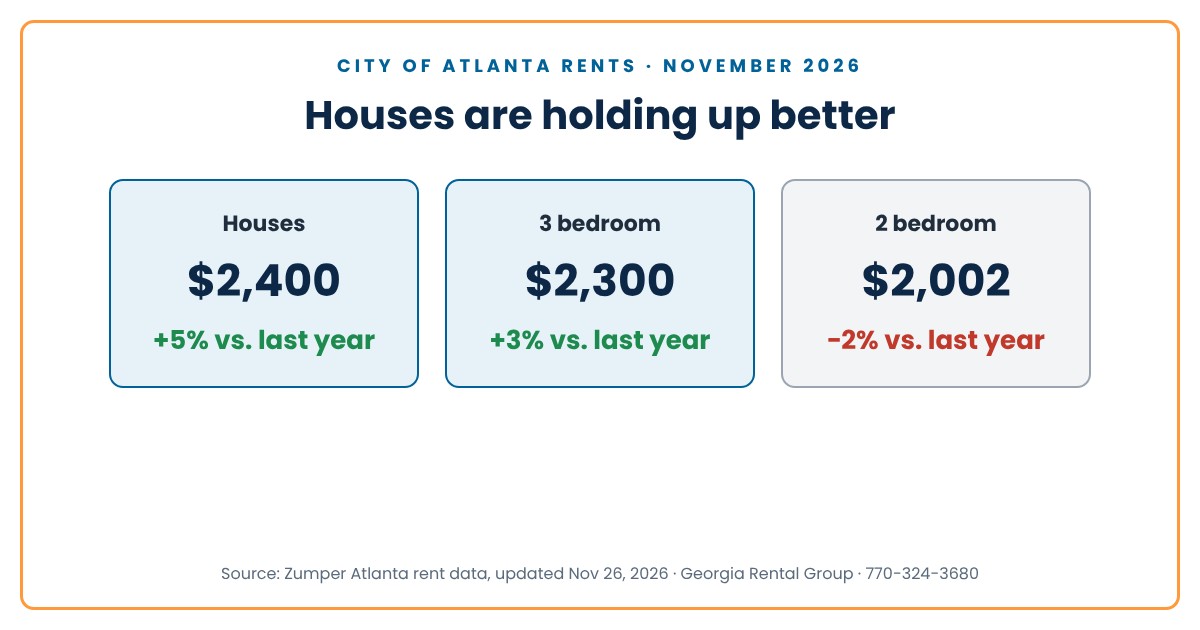 CITY OF ATLANTA RENTS · NOVEMBER 2026
Houses are holding up better
Houses
$2,400
+5% vs. last year
3 bedroom
$2,300
+3% vs. last year
2 bedroom
$2,002
-2% vs. last year
Source: Zumper Atlanta rent data, updated Nov 26, 2026 · Georgia Rental Group · 770-324-3680